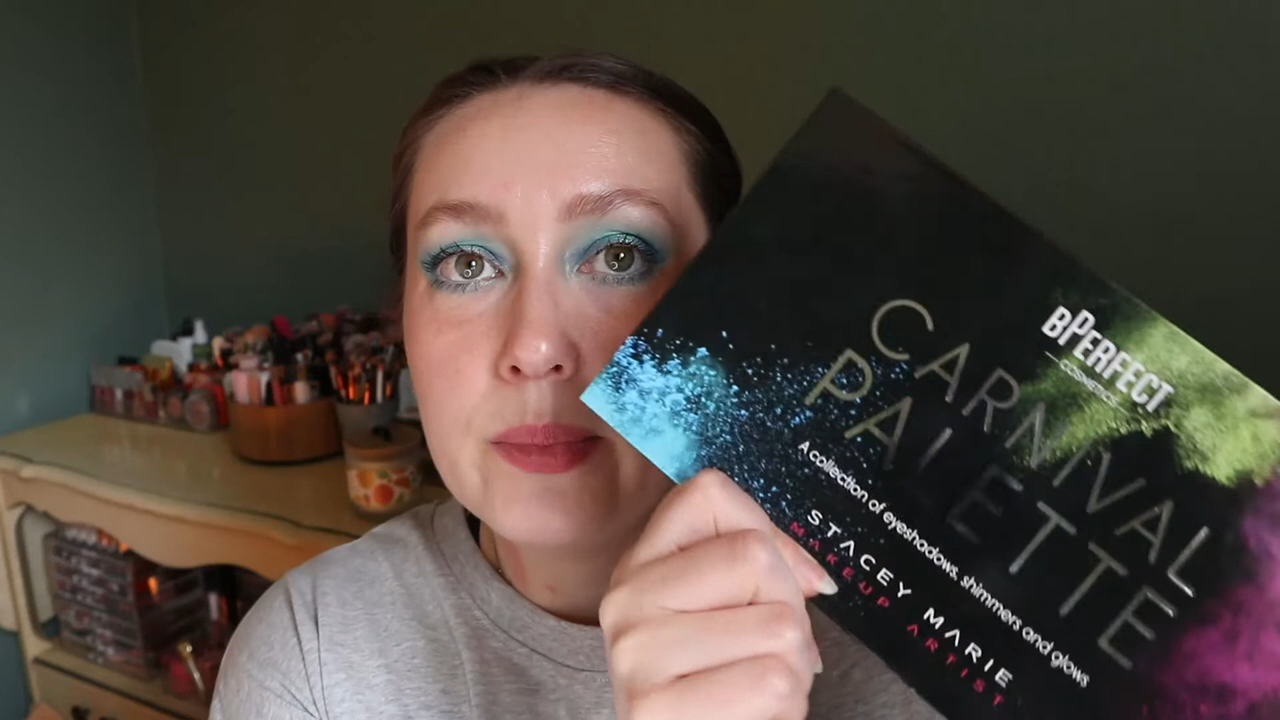 BPERFECT
COSMETICS
CARNIVAL
PALETTE
A collection of eyeshadows, shimmers and glows
STACEY MARIE
MAKEUP ARTIST